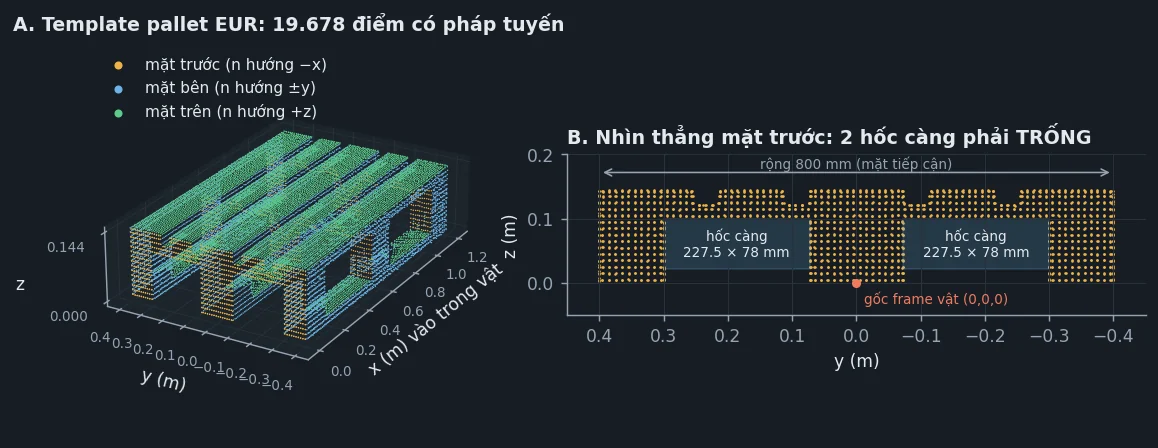 A. Template pallet EUR: 19.678 điểm có pháp tuyến
mặt trước (n hướng −x)
mặt bên (n hướng ±y)
mặt trên (n hướng +z)
0.144
z
0.000
0.4 0.3 0.2 0.1 0.0 −0.1 −0.2 −0.3 −0.4
y (m)
0.0 0.2 0.4 0.6 0.8 1.0 1.2
x (m) vào trong vật
B. Nhìn thẳng mặt trước: 2 hốc càng phải TRỐNG
rộng 800 mm (mặt tiếp cận)
0.2
0.1
0.0
z (m)
hốc càng
227.5 × 78 mm
hốc càng
227.5 × 78 mm
gốc frame vật (0,0,0)
0.4 0.3 0.2 0.1 0.0 −0.1 −0.2 −0.3 −0.4
y (m)